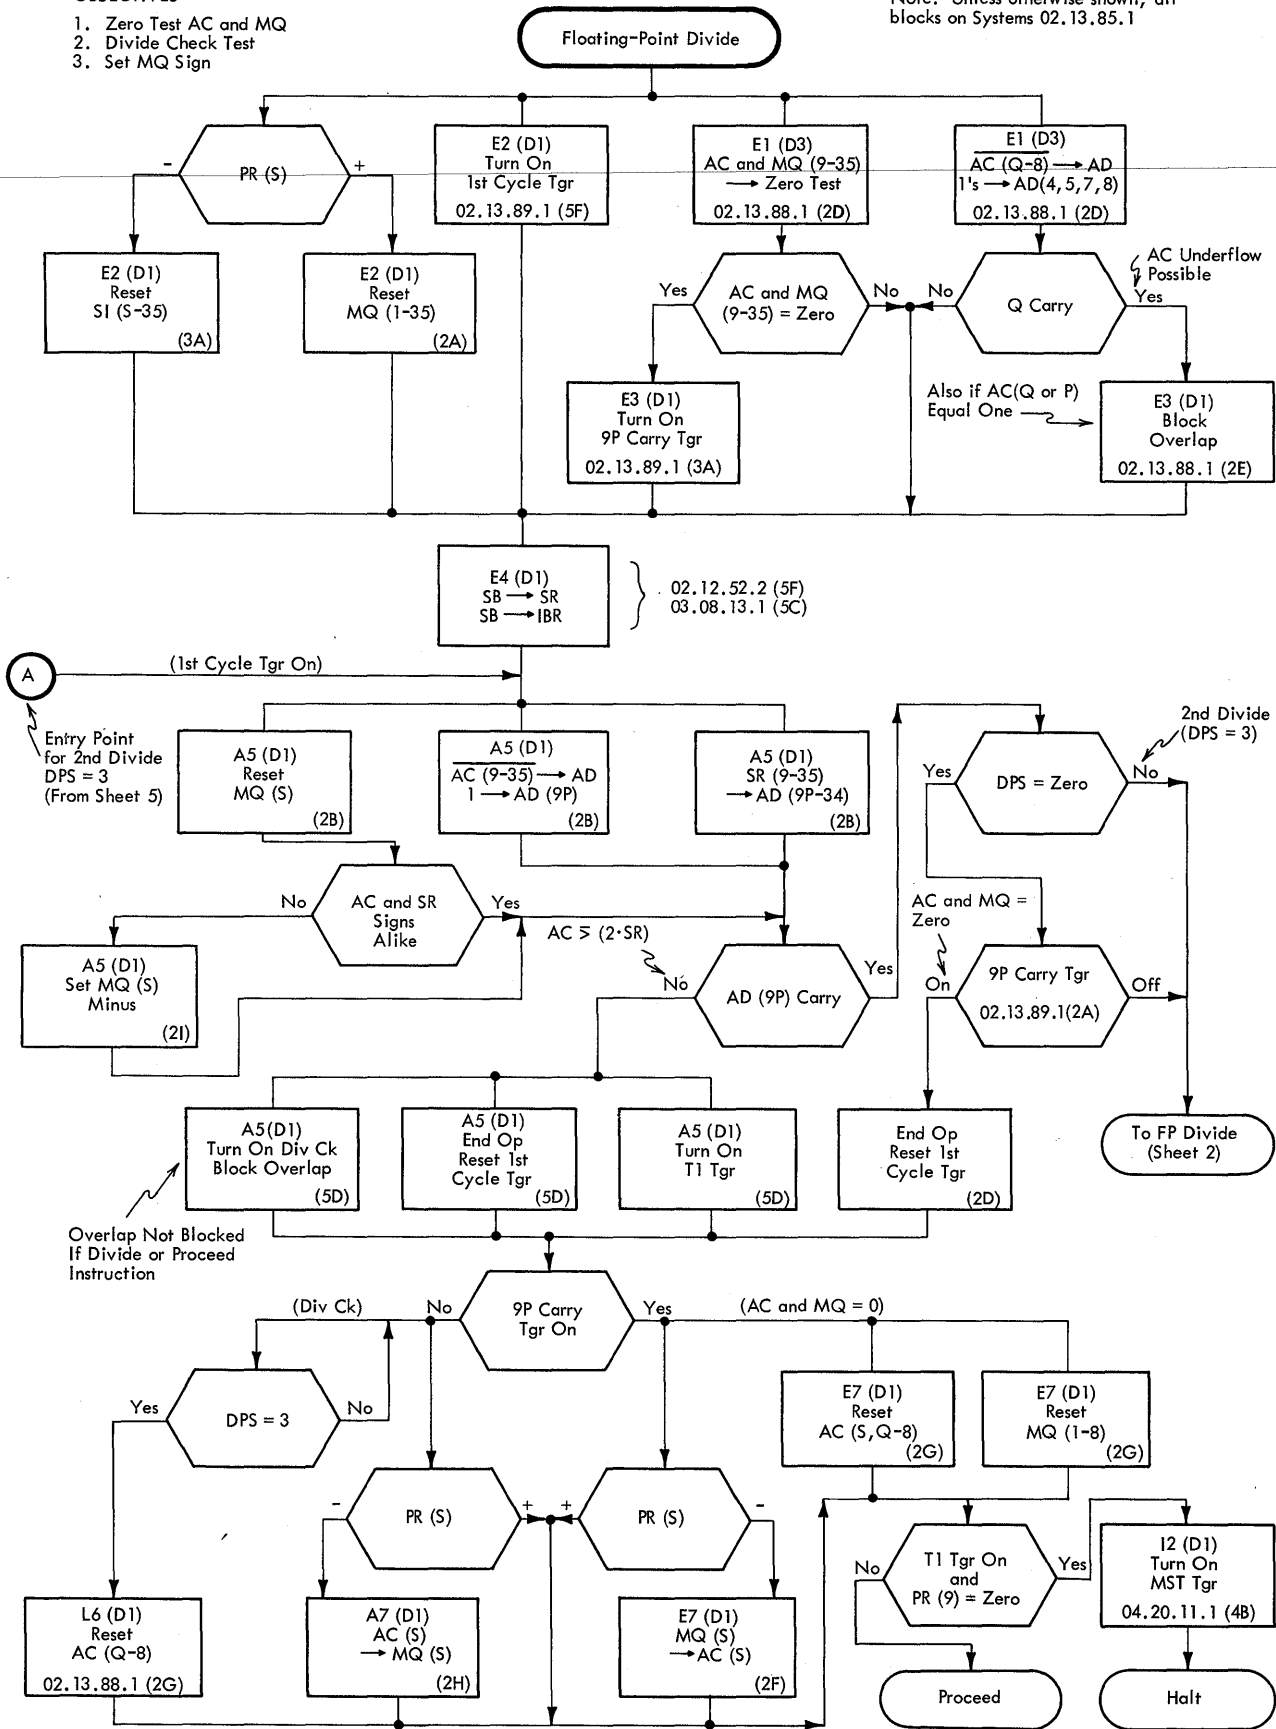 1. Zero Test AC and MQ
2. Divide Check Test
3. Set MQ Sign
blocks on Systems 02.13.85.1
Floating-Point Divide
PR (S)
-
+
E2 (D1)
Turn On
1st Cycle Tgr
02.13.89.1 (5F)
E1 (D3)
AC and MQ (9-35)
→ Zero Test
02.13.88.1 (2D)
E1 (D3)
AC (Q-8) → AD
1's → AD(4,5,7,8)
02.13.88.1 (2D)
E2 (D1)
Reset
SI (S-35)
(3A)
E2 (D1)
Reset
MQ (1-35)
(2A)
Yes
AC and MQ
(9-35) = Zero
No
No
Q Carry
Yes
AC Underflow
Possible
E3 (D1)
Turn On
9P Carry Tgr
02.13.89.1 (3A)
Also if AC(Q or P)
Equal One
E3 (D1)
Block
Overlap
02.13.88.1 (2E)
E4 (D1)
SB → SR
SB → IBR
02.12.52.2 (5F)
03.08.13.1 (5C)
A
(1st Cycle Tgr On)
Entry Point
for 2nd Divide
DPS = 3
(From Sheet 5)
A5 (D1)
Reset
MQ (S)
(2B)
A5 (D1)
AC (9-35) → AD
1 → AD (9P)
(2B)
A5 (D1)
SR (9-35)
→ AD (9P-34)
(2B)
Yes
DPS = Zero
No
2nd Divide
(DPS = 3)
No
AC and SR
Signs
Alike
Yes
AC ≥ (2·SR)
A5 (D1)
Set MQ (S)
Minus
(2I)
No
AD (9P) Carry
Yes
AC and MQ =
Zero
On
9P Carry Tgr
02.13.89.1(2A)
Off
A5(D1)
Turn On Div Ck
Block Overlap
(5D)
A5 (D1)
End Op
Reset 1st
Cycle Tgr
(5D)
A5 (D1)
Turn On
T1 Tgr
(5D)
End Op
Reset 1st
Cycle Tgr
(2D)
To FP Divide
(Sheet 2)
Overlap Not Blocked
If Divide or Proceed
Instruction
(Div Ck)
No
9P Carry
Tgr On
Yes
(AC and MQ = 0)
Yes
DPS = 3
No
E7 (D1)
Reset
AC (S,Q-8)
(2G)
E7 (D1)
Reset
MQ (1-8)
(2G)
-
PR (S)
+
+
PR (S)
-
No
T1 Tgr On
and
PR (9) = Zero
Yes
I2 (D1)
Turn On
MST Tgr
04.20.11.1 (4B)
L6 (D1)
Reset
AC (Q-8)
02.13.88.1 (2G)
A7 (D1)
AC (S)
→ MQ (S)
(2H)
E7 (D1)
MQ (S)
→ AC (S)
(2F)
Proceed
Halt